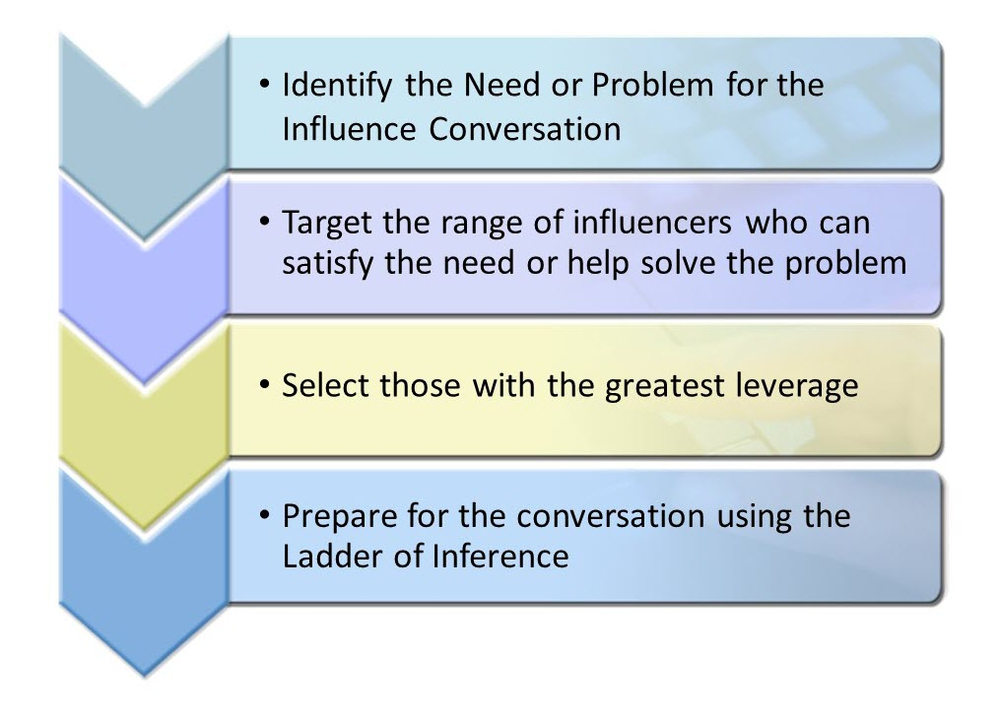 • Identify the Need or Problem for the
Influence Conversation
• Target the range of influencers who can
satisfy the need or help solve the problem
• Select those with the greatest leverage
• Prepare for the conversation using the
Ladder of Inference